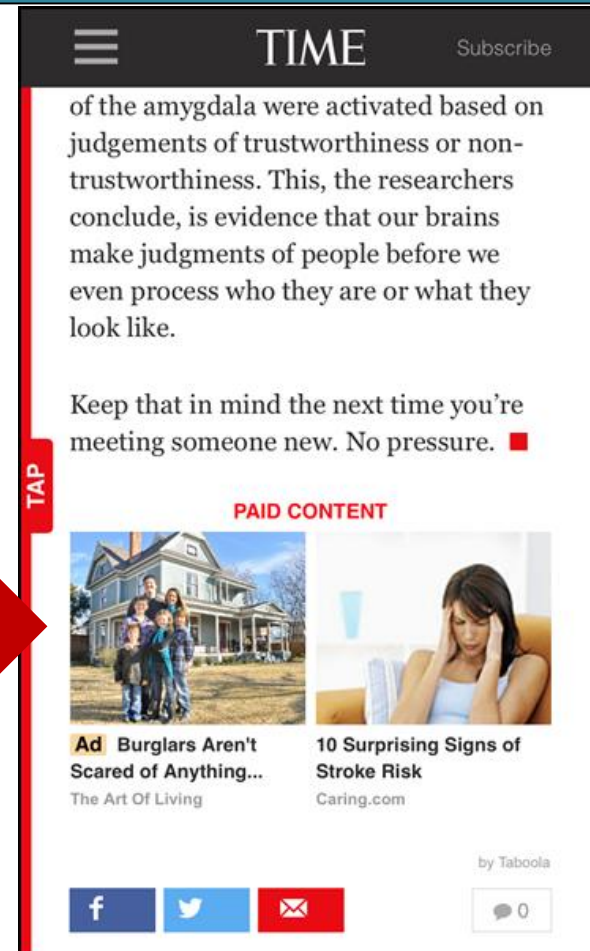 TIME
Subscribe
of the amygdala were activated based on
judgements of trustworthiness or non-
trustworthiness. This, the researchers
conclude, is evidence that our brains
make judgments of people before we
even process who they are or what they
look like.
Keep that in mind the next time you’re
meeting someone new. No pressure.
TAP
PAID CONTENT
Ad Burglars Aren't
Scared of Anything...
The Art Of Living
10 Surprising Signs of
Stroke Risk
Caring.com
by Taboola
f
0